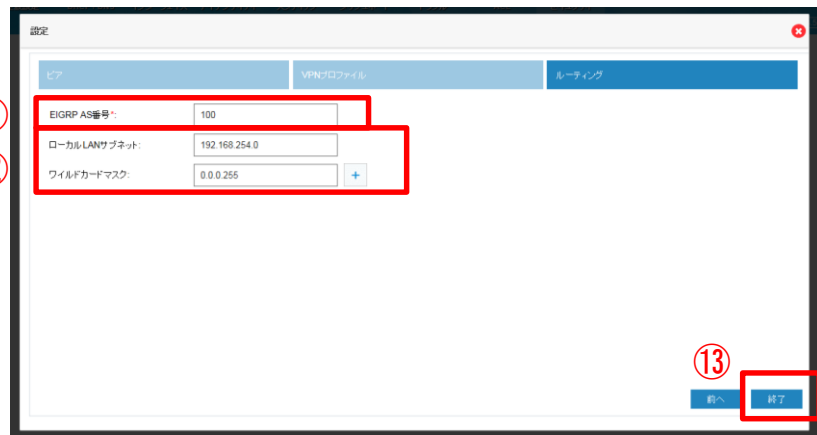 設定
ピア VPNプロファイル ルーティング
EIGRP AS番号*: 100
ローカル LANサブネット: 192.168.254.0
ワイルドカードマスク: 0.0.0.255 +
⑬
前へ 終了